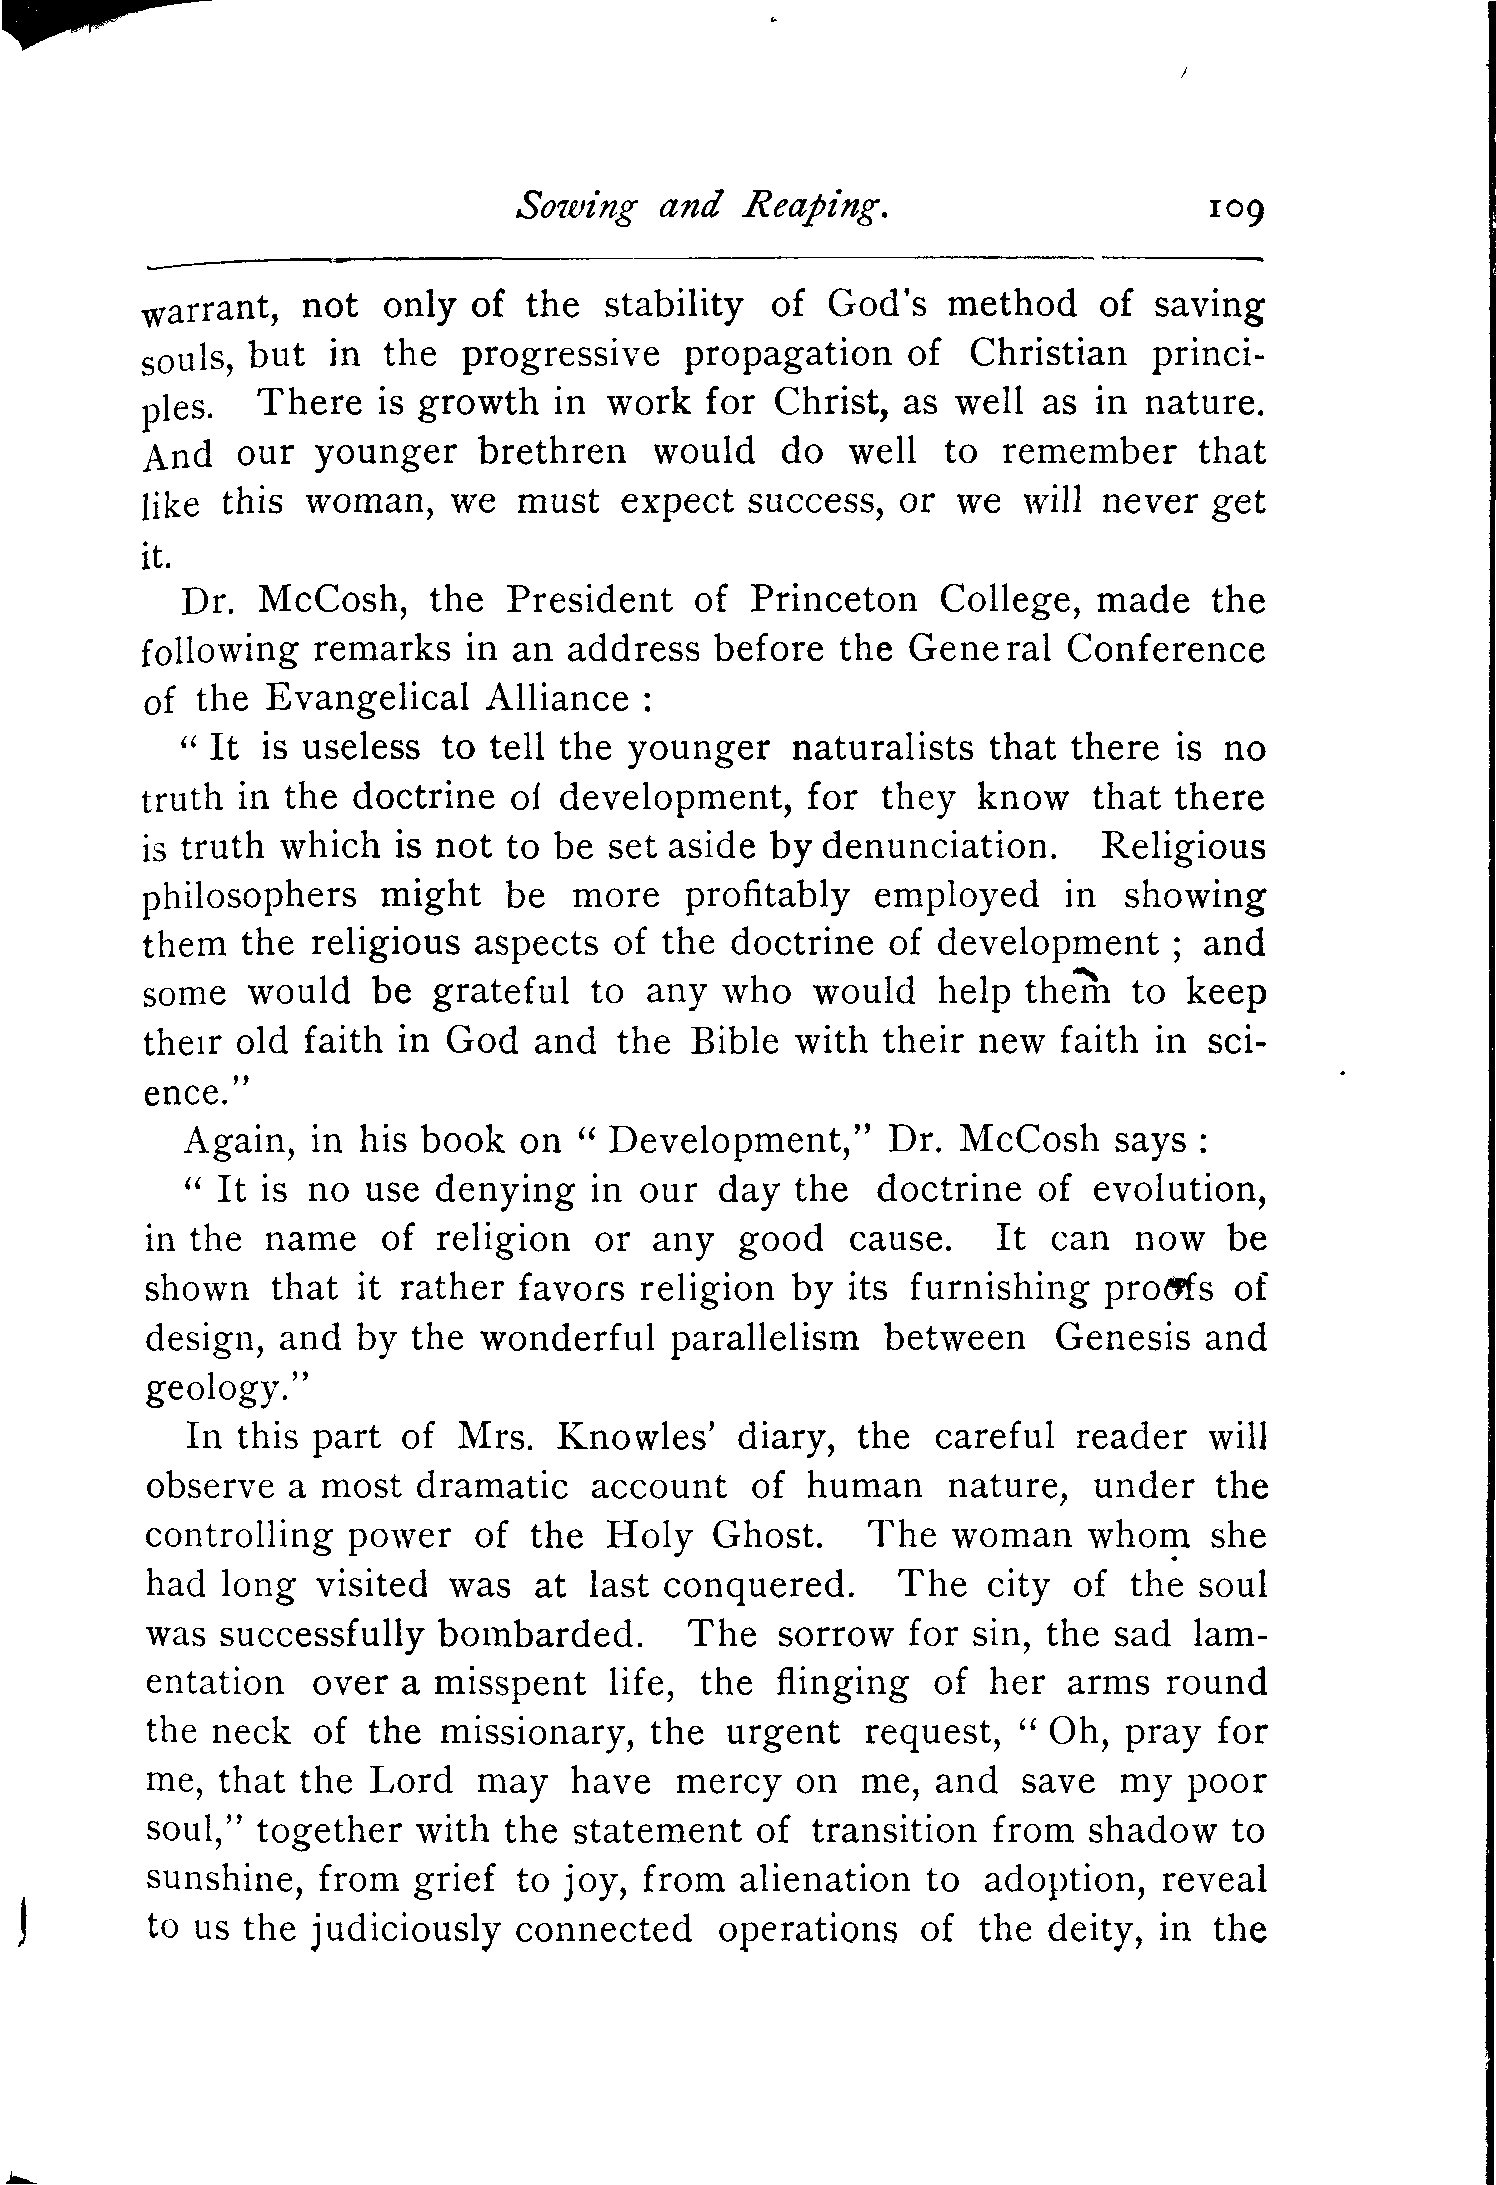 Sowing and Reaping. 109
warrant, not only of the stability of God's method of saving
souls, but in the progressive propagation of Christian princi-
ples. There is growth in work for Christ, as well as in nature.
And our younger brethren would do well to remember that
like this woman, we must expect success, or we will never get
it.
Dr. McCosh, the President of Princeton College, made the
following remarks in an address before the General Conference
of the Evangelical Alliance :
“ It is useless to tell the younger naturalists that there is no
truth in the doctrine of development, for they know that there
is truth which is not to be set aside by denunciation. Religious
philosophers might be more profitably employed in showing
them the religious aspects of the doctrine of development ; and
some would be grateful to any who would help them to keep
their old faith in God and the Bible with their new faith in sci-
ence.”
Again, in his book on “ Development,” Dr. McCosh says :
“ It is no use denying in our day the doctrine of evolution,
in the name of religion or any good cause. It can now be
shown that it rather favors religion by its furnishing proofs of
design, and by the wonderful parallelism between Genesis and
geology.”
In this part of Mrs. Knowles' diary, the careful reader will
observe a most dramatic account of human nature, under the
controlling power of the Holy Ghost. The woman whom she
had long visited was at last conquered. The city of the soul
was successfully bombarded. The sorrow for sin, the sad lam-
entation over a misspent life, the flinging of her arms round
the neck of the missionary, the urgent request, “ Oh, pray for
me, that the Lord may have mercy on me, and save my poor
soul,” together with the statement of transition from shadow to
sunshine, from grief to joy, from alienation to adoption, reveal
to us the judiciously connected operations of the deity, in the